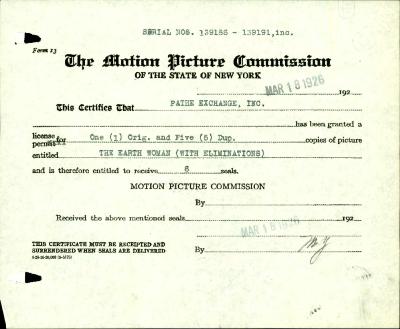 SERIAL NOS. 139186 - 139191, inc.
Form 13
The Motion Picture Commission
OF THE STATE OF NEW YORK
MAR 18 1926 192
This Certifies That PATHE EXCHANGE, INC.
has been granted a
license for One (1) Orig. and Five (5) Dup. copies of picture
permit
entitled THE EARTH WOMAN (WITH ELIMINATIONS)
and is therefore entitled to receive 6 seals.
MOTION PICTURE COMMISSION
By
Received the above mentioned seals MAR 18 1926 192
THIS CERTIFICATE MUST BE RECEIPTED AND
SURRENDERED WHEN SEALS ARE DELIVERED
By